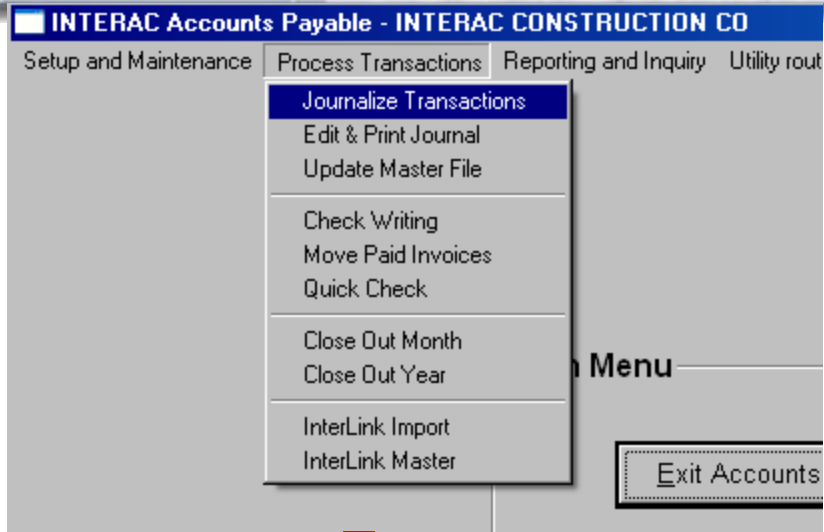 INTERAC Accounts Payable - INTERAC CONSTRUCTION CO
Setup and Maintenance Process Transactions Reporting and Inquiry Utility
Journalize Transactions
Edit & Print Journal
Update Master File
Check Writing
Move Paid Invoices
Quick Check
Close Out Month
Close Out Year
Menu
InterLink Import
InterLink Master
Exit Accounts